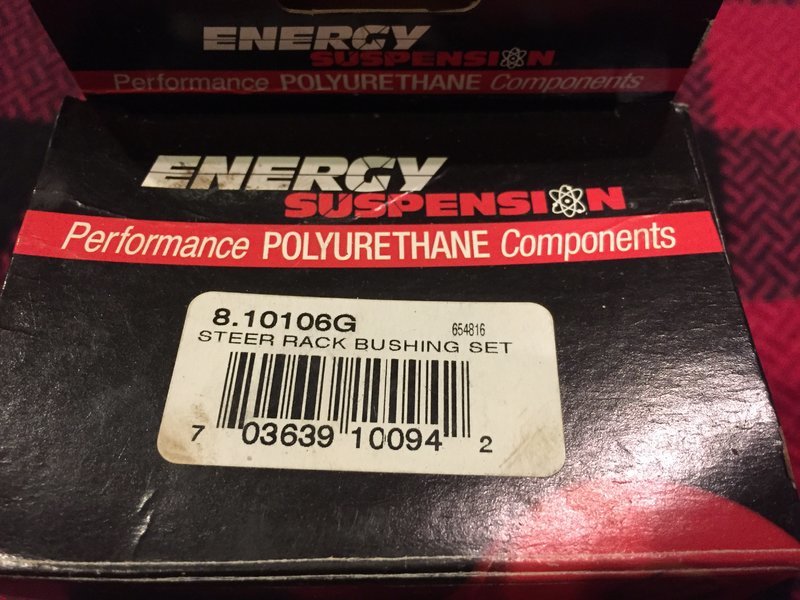 ENERGY
SUSPENSION
Performance POLYURETHANE Components
ENERGY
SUSPENSION
Performance POLYURETHANE Components
8.10106G
654816
STEER RACK BUSHING SET
7 03639 10094 2